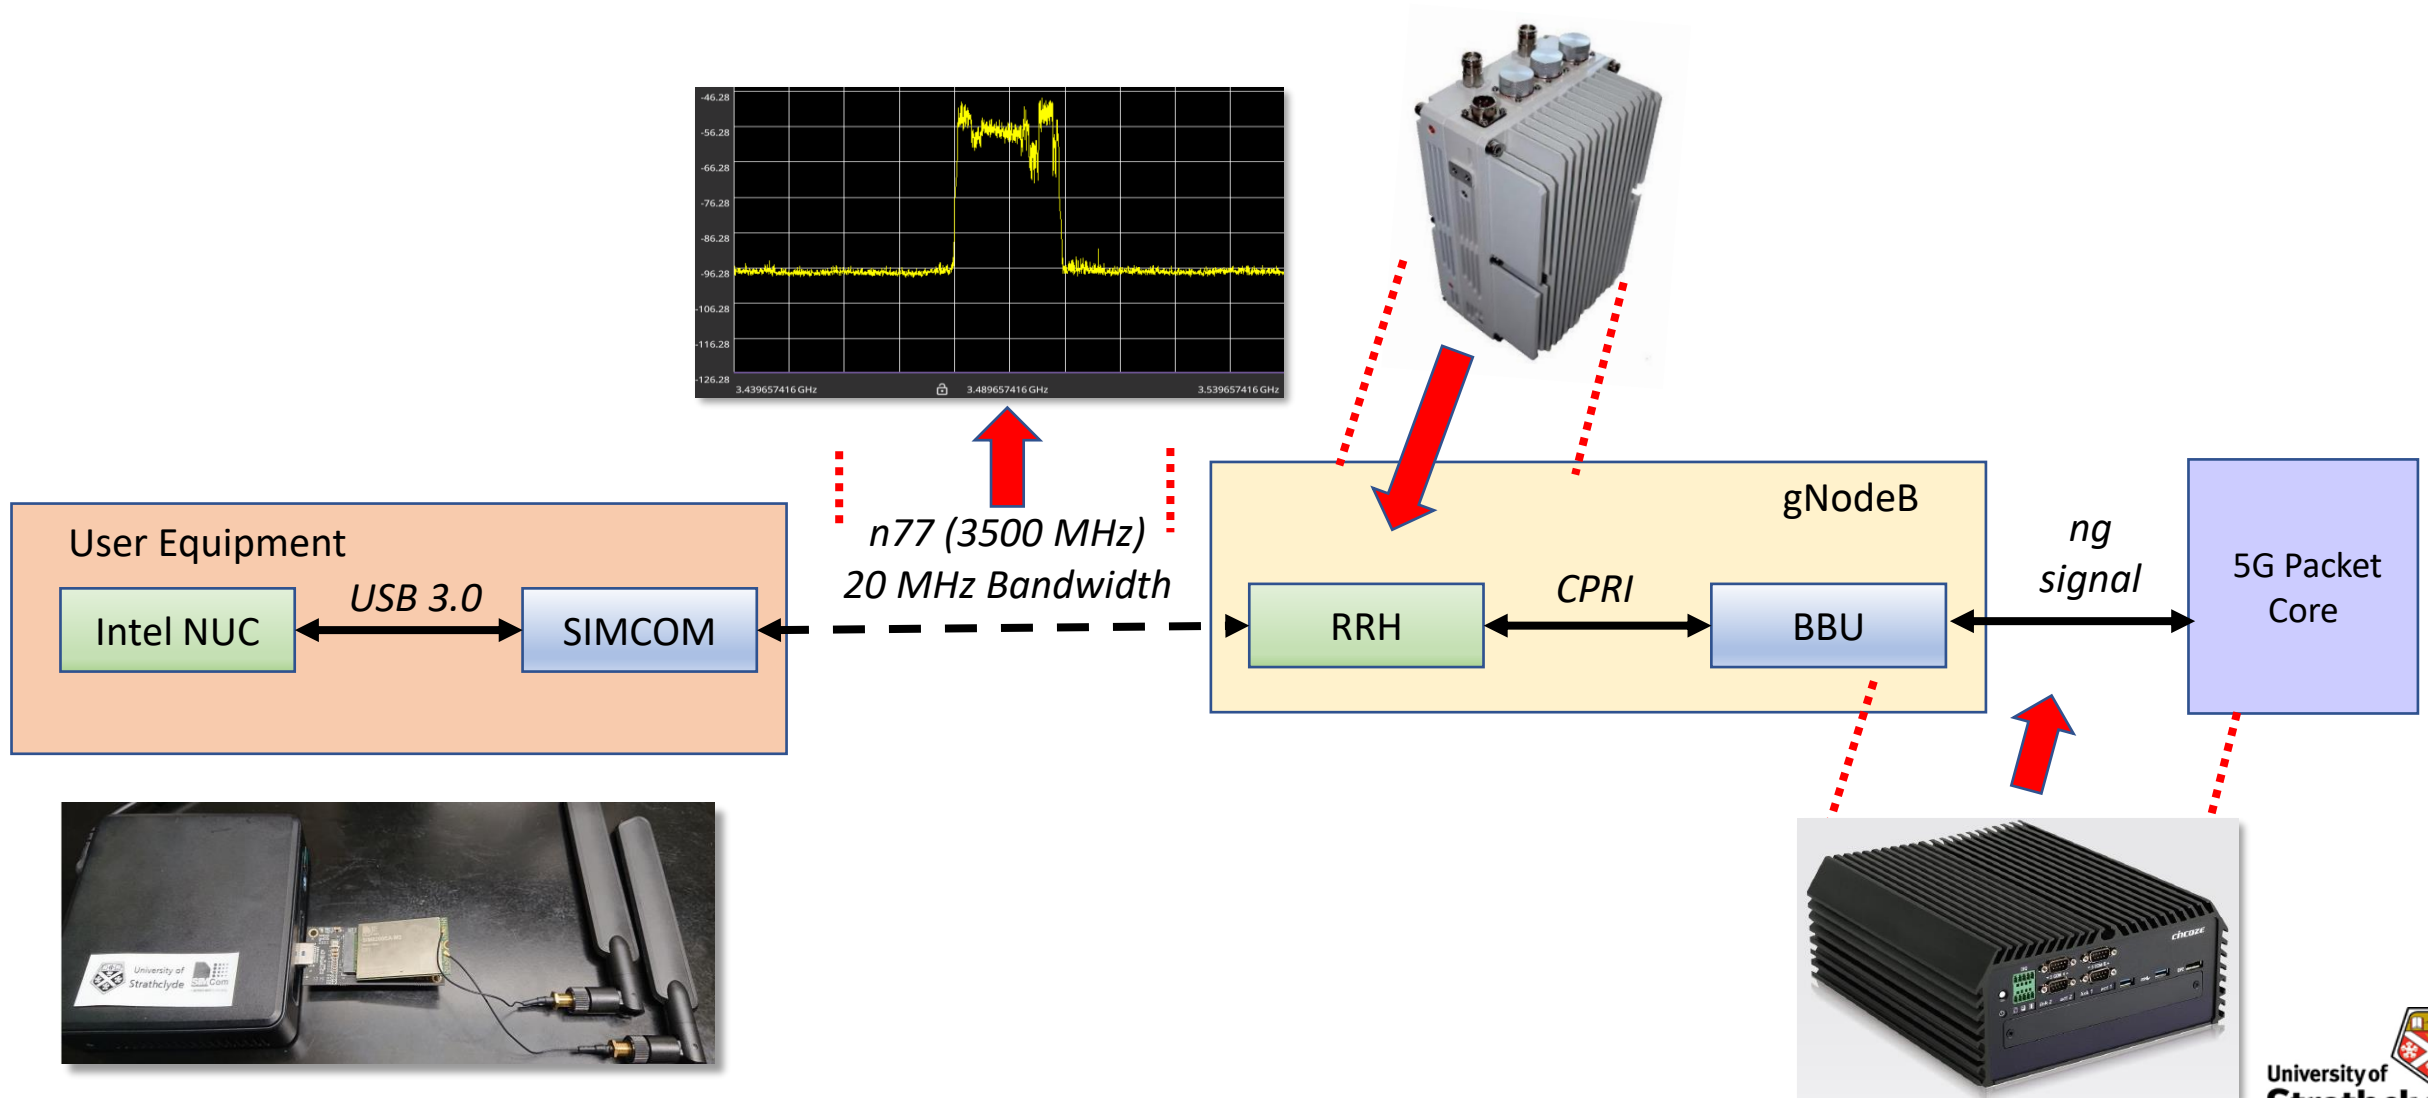 -46.28
-56.28
-66.28
-76.28
-86.28
-96.28
-106.28
-116.28
-126.28
3.439657416 GHz
3.489657416 GHz
3.539657416 GHz
User Equipment
Intel NUC
USB 3.0
SIMCOM
n77 (3500 MHz)
20 MHz Bandwidth
gNodeB
RRH
CPRI
BBU
ng
signal
5G Packet
Core
University of
Strathclyde
SIMCom
cincoze
University of